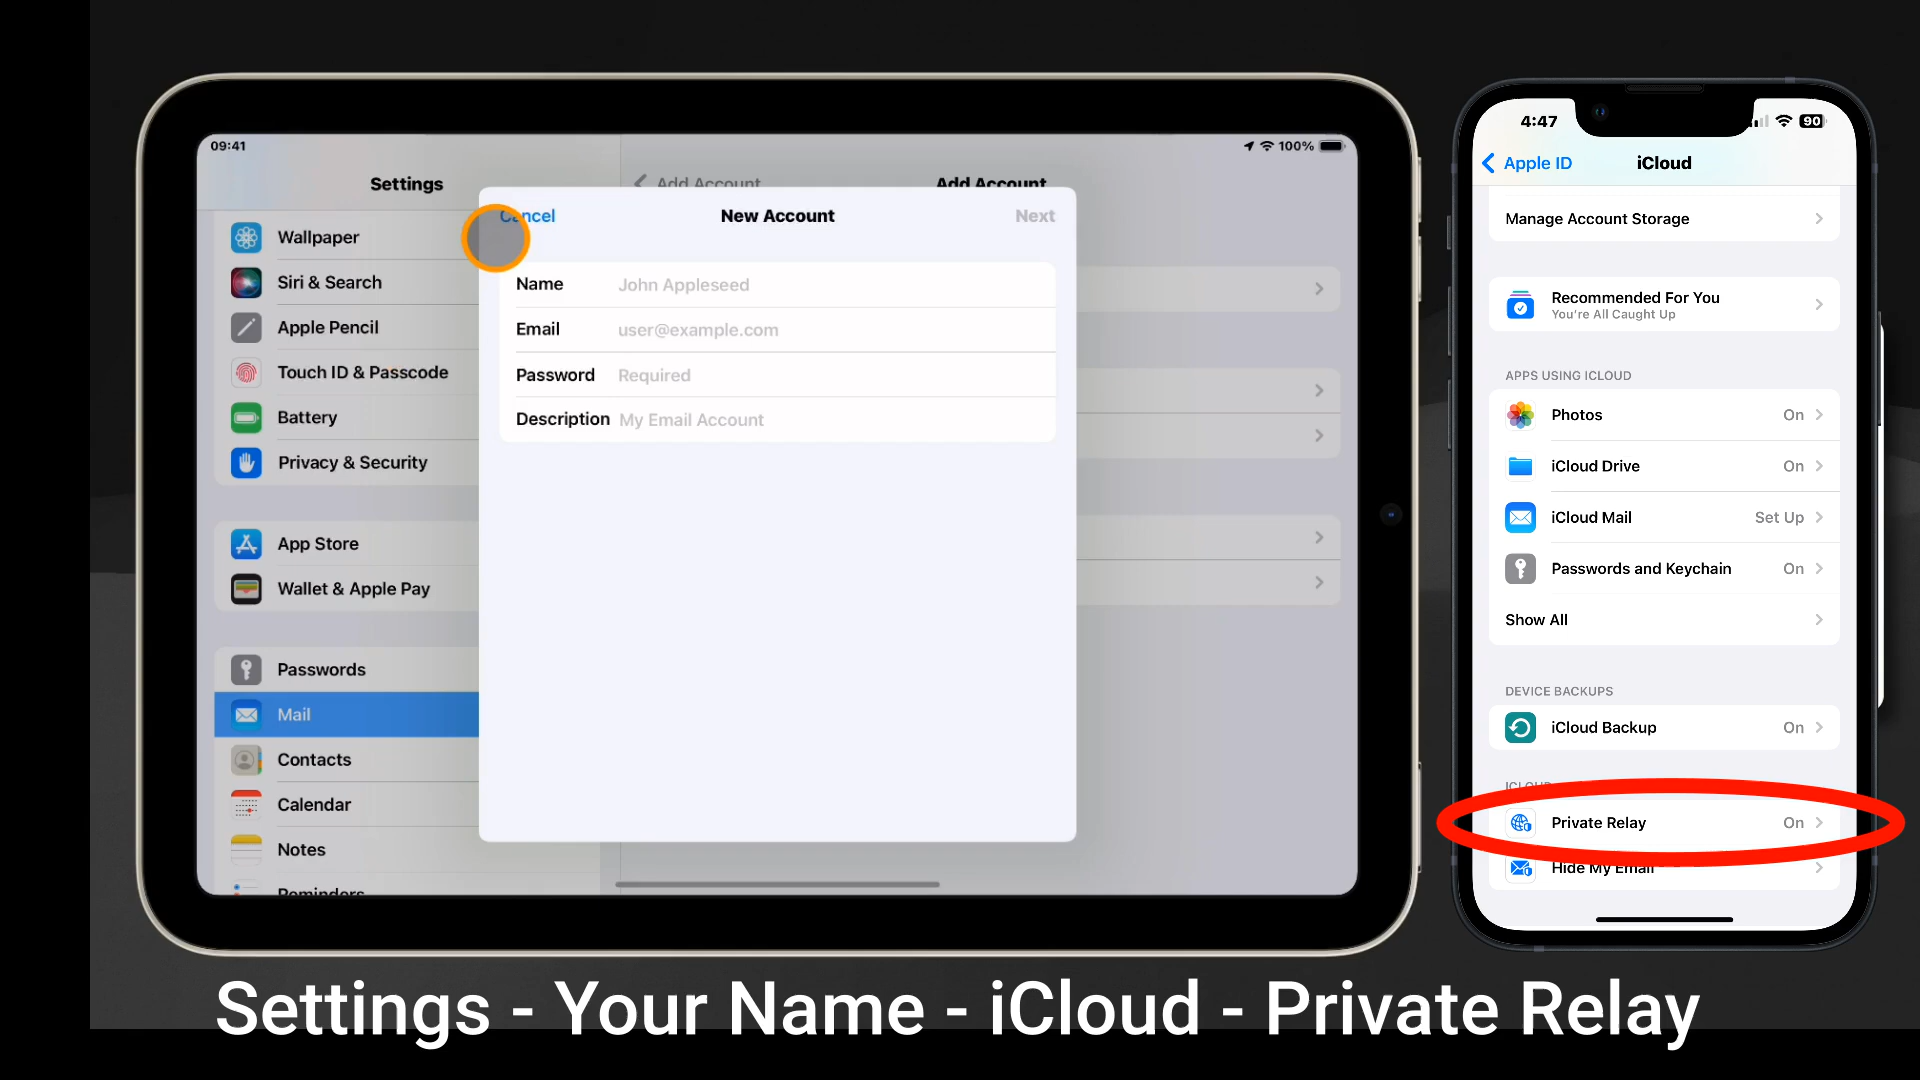 09:41
100%
Settings
Wallpaper
Siri & Search
Apple Pencil
Touch ID & Passcode
Battery
Privacy & Security
App Store
Wallet & Apple Pay
Passwords
Mail
Contacts
Calendar
Notes
Reminders
Add Account
Add Account
Cancel
New Account
Next
Name
John Appleseed
Email
user@example.com
Password
Required
Description
My Email Account
4:47
90
Apple ID
iCloud
Manage Account Storage
Recommended For You
You're All Caught Up
APPS USING ICLOUD
Photos
On
iCloud Drive
On
iCloud Mail
Set Up
Passwords and Keychain
On
Show All
DEVICE BACKUPS
iCloud Backup
On
Private Relay
On
Hide My Email
Settings - Your Name - iCloud - Private Relay